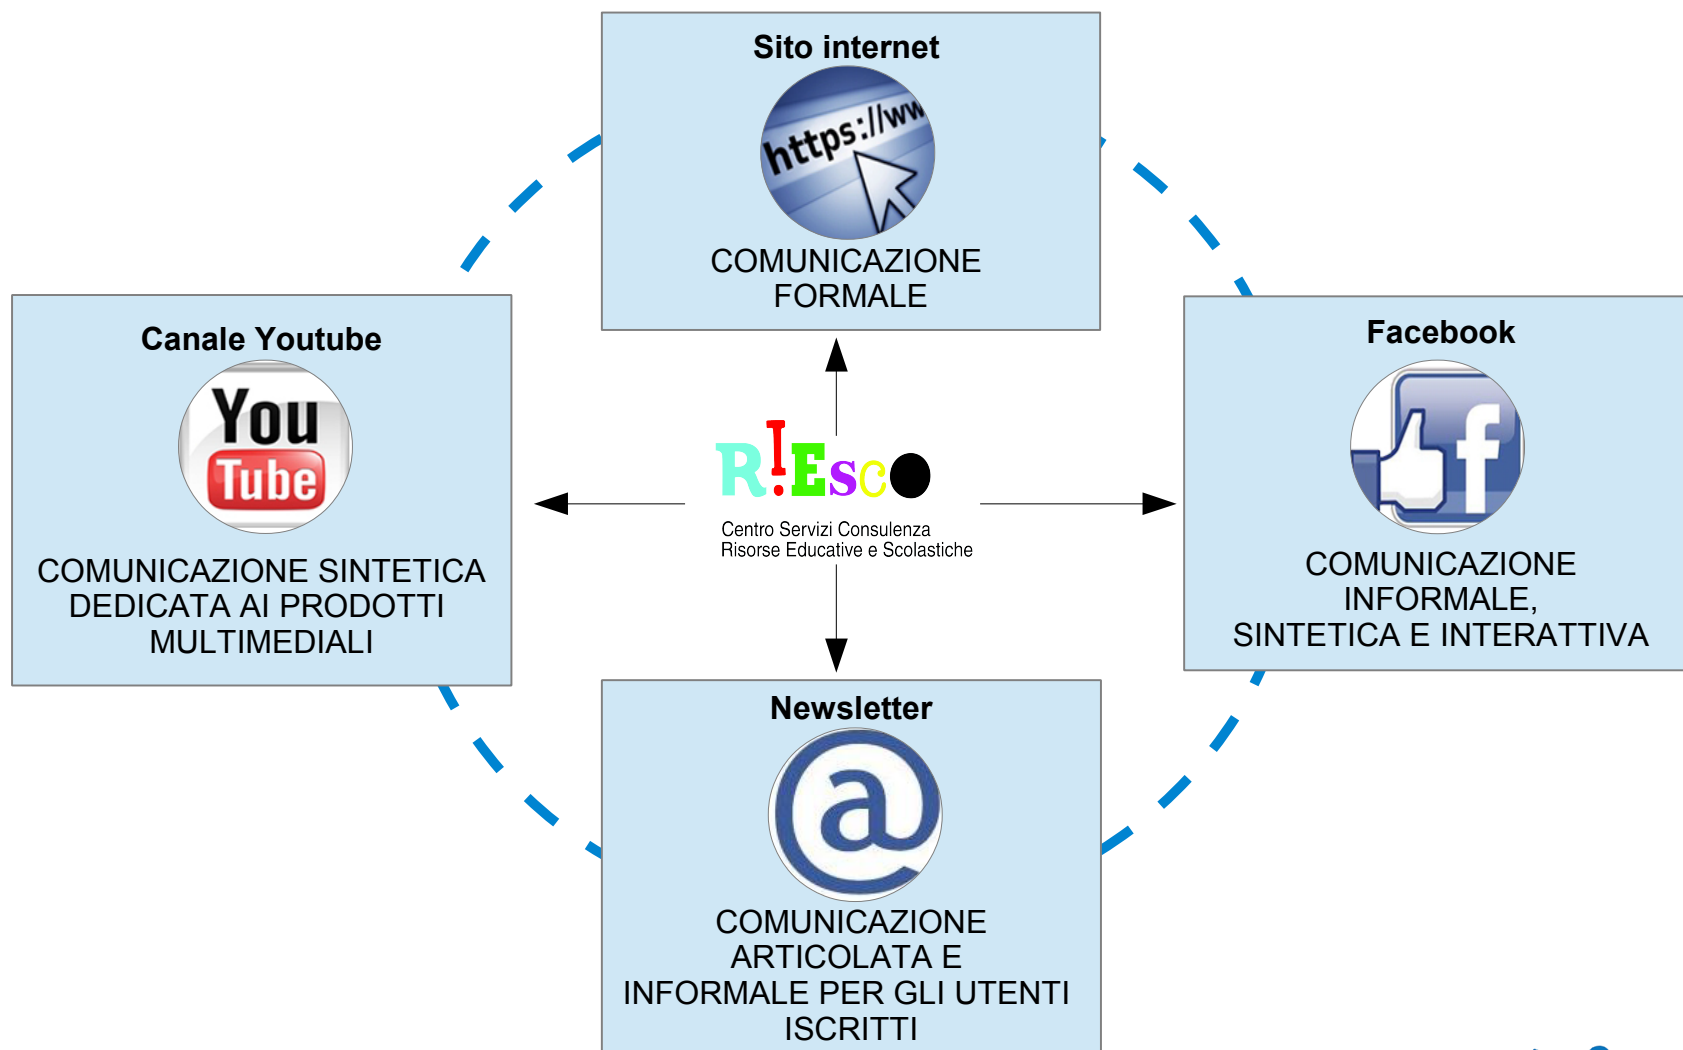 Sito internet
https://ww
COMUNICAZIONE
FORMALE
Canale Youtube
You
Tube
COMUNICAZIONE SINTETICA
DEDICATA AI PRODOTTI
MULTIMEDIALI
R!EscO
Centro Servizi Consulenza
Risorse Educative e Scolastiche
Facebook
f
COMUNICAZIONE
INFORMALE,
SINTETICA E INTERATTIVA
Newsletter
@
COMUNICAZIONE
ARTICOLATA E
INFORMALE PER GLI UTENTI
ISCRITTI